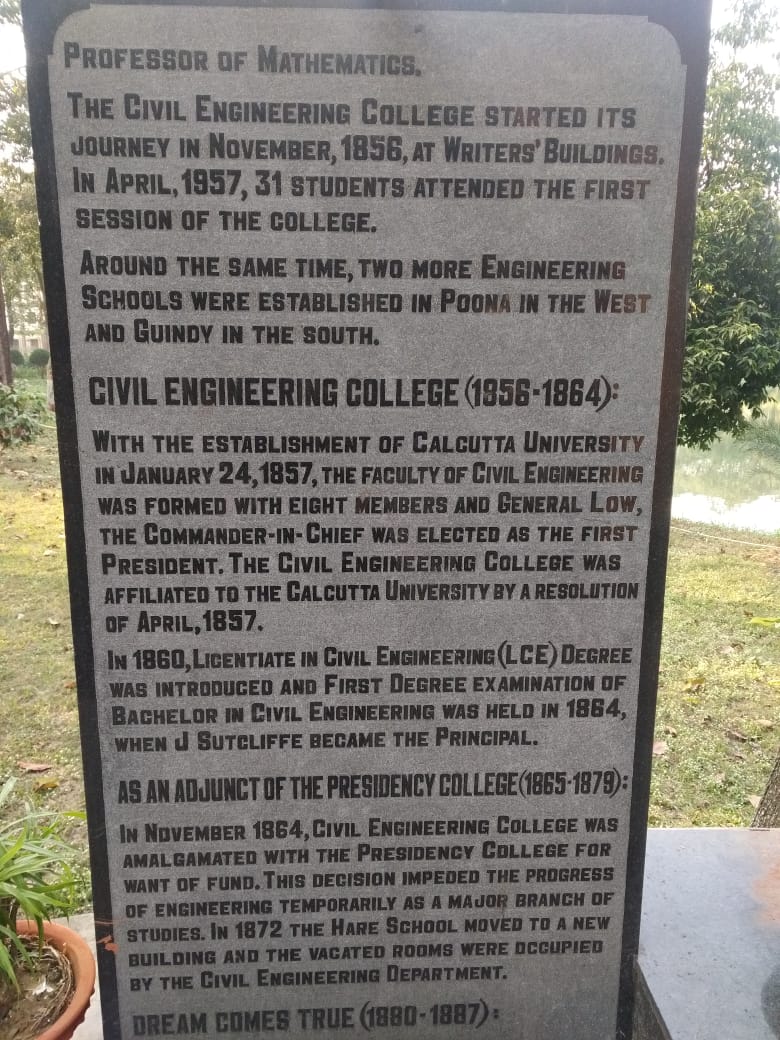 PROFESSOR OF MATHEMATICS.
THE CIVIL ENGINEERING COLLEGE STARTED ITS
JOURNEY IN NOVEMBER, 1856, AT WRITERS' BUILDINGS.
IN APRIL, 1957, 31 STUDENTS ATTENDED THE FIRST
SESSION OF THE COLLEGE.
AROUND THE SAME TIME, TWO MORE ENGINEERING
SCHOOLS WERE ESTABLISHED IN POONA IN THE WEST
AND GUINDY IN THE SOUTH.
CIVIL ENGINEERING COLLEGE (1856-1864):
WITH THE ESTABLISHMENT OF CALCUTTA UNIVERSITY
IN JANUARY 24, 1857, THE FACULTY OF CIVIL ENGINEERING
WAS FORMED WITH EIGHT MEMBERS AND GENERAL LOW,
THE COMMANDER-IN-CHIEF WAS ELECTED AS THE FIRST
PRESIDENT. THE CIVIL ENGINEERING COLLEGE WAS
AFFILIATED TO THE CALCUTTA UNIVERSITY BY A RESOLUTION
OF APRIL, 1857.
IN 1860, LICENTIATE IN CIVIL ENGINEERING (LCE) DEGREE
WAS INTRODUCED AND FIRST DEGREE EXAMINATION OF
BACHELOR IN CIVIL ENGINEERING WAS HELD IN 1864,
WHEN J SUTCLIFFE BECAME THE PRINCIPAL.
AS AN ADJUNCT OF THE PRESIDENCY COLLEGE (1865-1879):
IN NOVEMBER 1864, CIVIL ENGINEERING COLLEGE WAS
AMALGAMATED WITH THE PRESIDENCY COLLEGE FOR
WANT OF FUND. THIS DECISION IMPEDED THE PROGRESS
OF ENGINEERING TEMPORARILY AS A MAJOR BRANCH OF
STUDIES. IN 1872 THE HARE SCHOOL MOVED TO A NEW
BUILDING AND THE VACATED ROOMS WERE OCCUPIED
BY THE CIVIL ENGINEERING DEPARTMENT.
DREAM COMES TRUE (1880-1887):